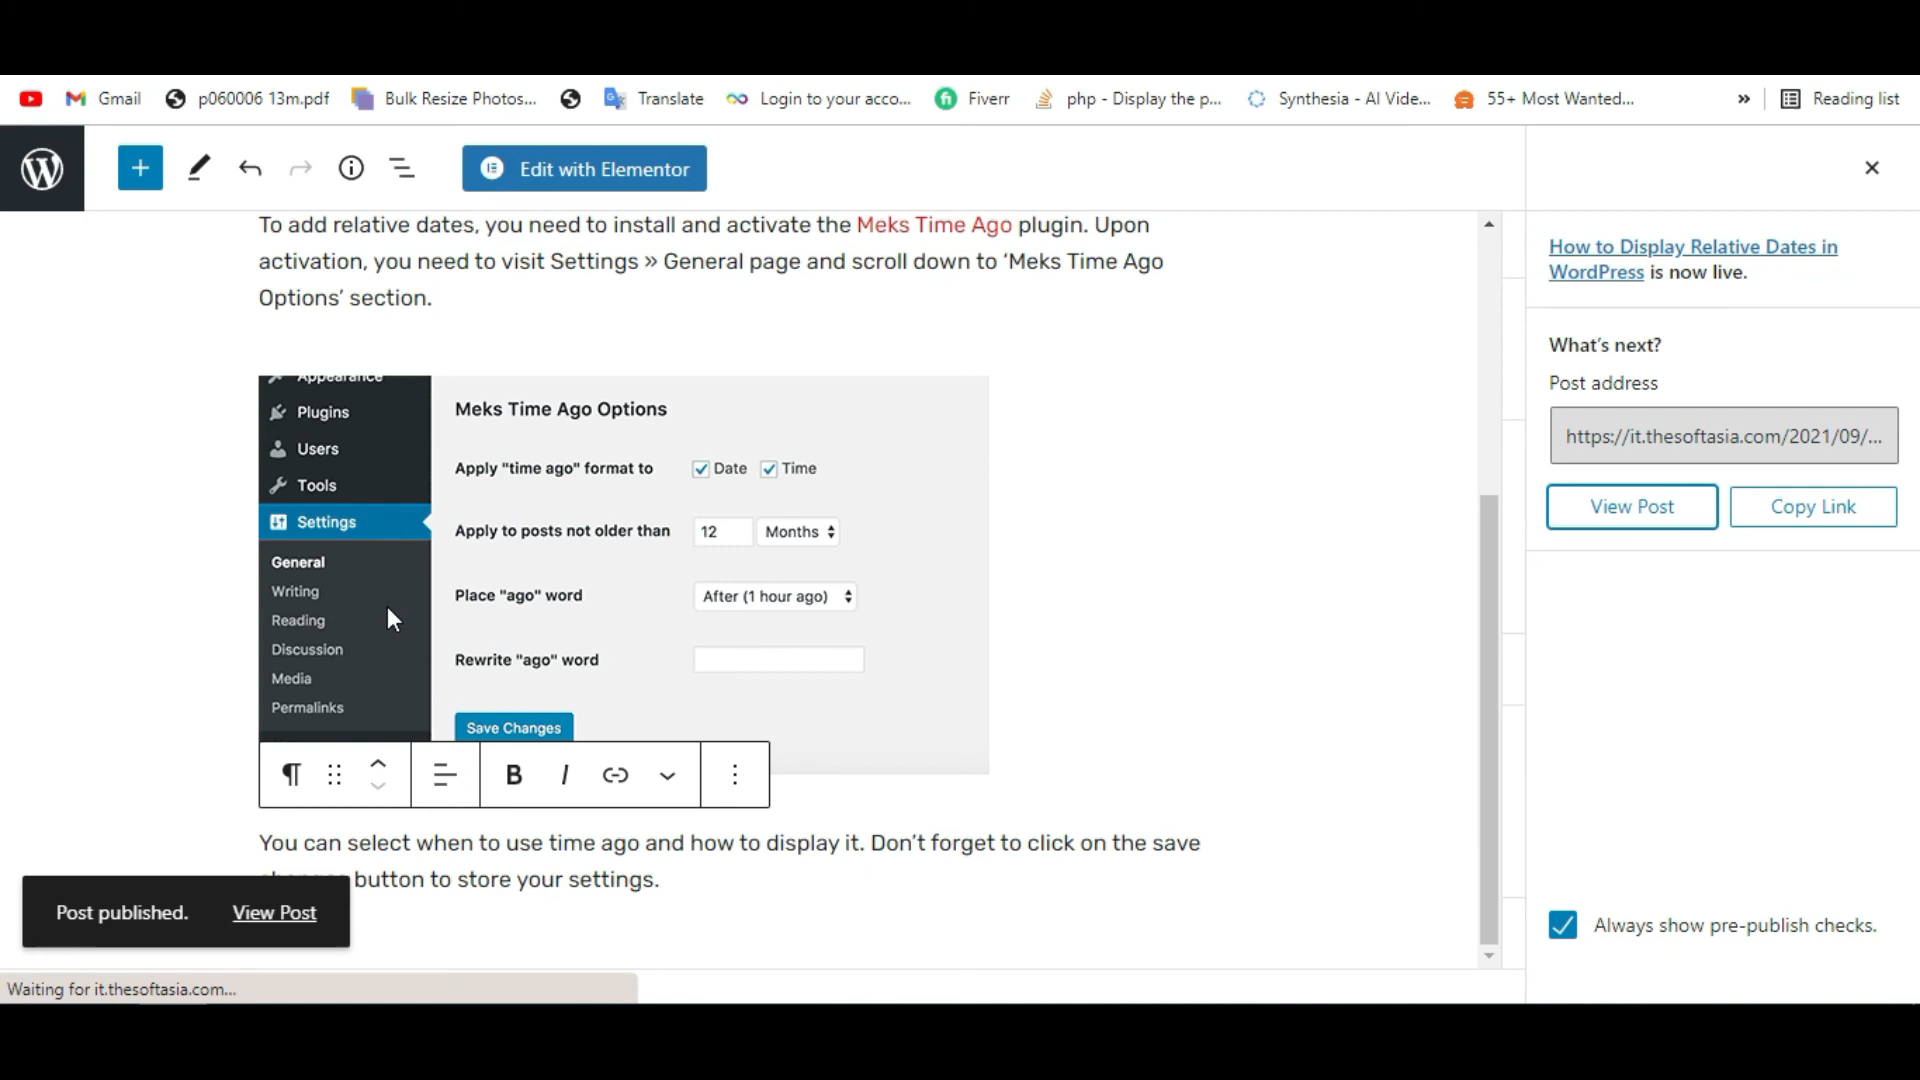 Gmail
p060006 13m.pdf
Bulk Resize Photos...
Translate
Login to your acco...
Fiverr
php - Display the p...
Synthesia - AI Vide...
55+ Most Wanted...
»
Reading list
Edit with Elementor
To add relative dates, you need to install and activate the Meks Time Ago plugin. Upon
activation, you need to visit Settings » General page and scroll down to ‘Meks Time Ago
Options’ section.
Appearance
Plugins
Users
Tools
Settings
General
Writing
Reading
Discussion
Media
Permalinks
Meks Time Ago Options
Apply "time ago" format to
Date
Time
Apply to posts not older than
12
Months
Place "ago" word
After (1 hour ago)
Rewrite "ago" word
Save Changes
B
I
You can select when to use time ago and how to display it. Don’t forget to click on the save
button to store your settings.
Post published.
View Post
Waiting for it.thesoftasia.com...
How to Display Relative Dates in
WordPress is now live.
What’s next?
Post address
https://it.thesoftasia.com/2021/09/...
View Post
Copy Link
Always show pre-publish checks.